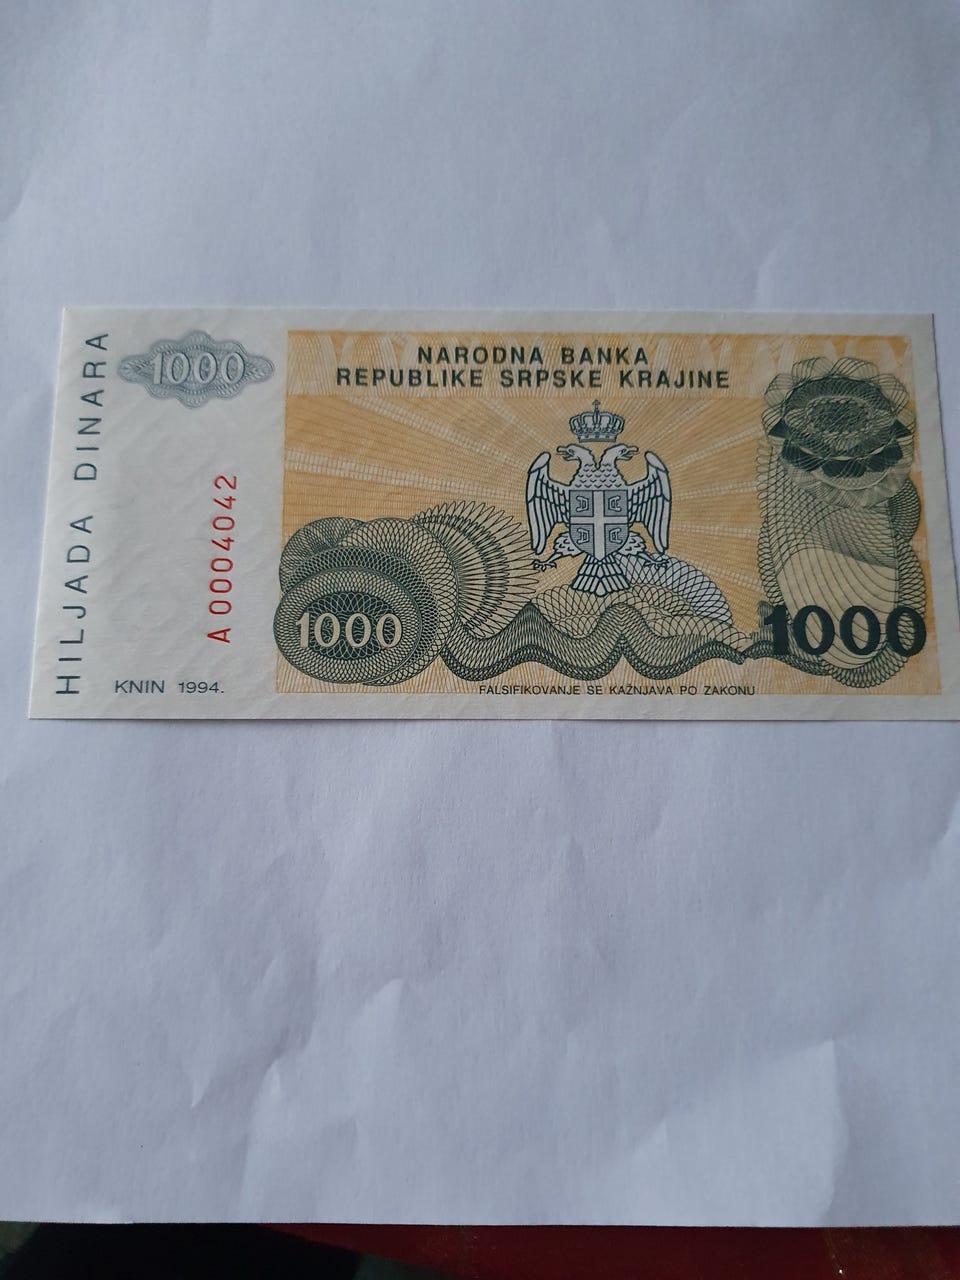 HILJADA DINARA
1000
NARODNA BANKA
REPUBLIKE SRPSKE KRAJINE
A 0004042
1000
1000
KNIN 1994.
FALSIFIKOVANJE SE KAŽNJAVA PO ZAKONU